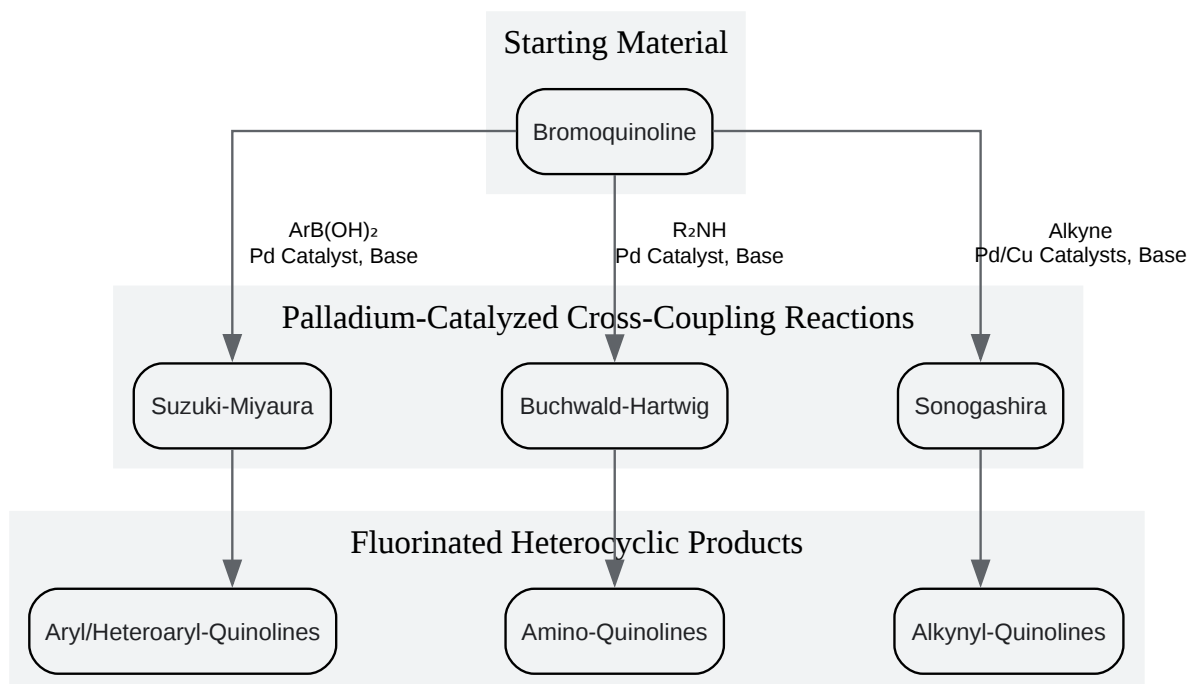 Starting Material
Bromoquinoline
ArB(OH)₂
Pd Catalyst, Base
R₂NH
Pd Catalyst, Base
Alkyne
Pd/Cu Catalysts, Base
Palladium-Catalyzed Cross-Coupling Reactions
Suzuki-Miyaura
Buchwald-Hartwig
Sonogashira
Fluorinated Heterocyclic Products
Aryl/Heteroaryl-Quinolines
Amino-Quinolines
Alkynyl-Quinolines